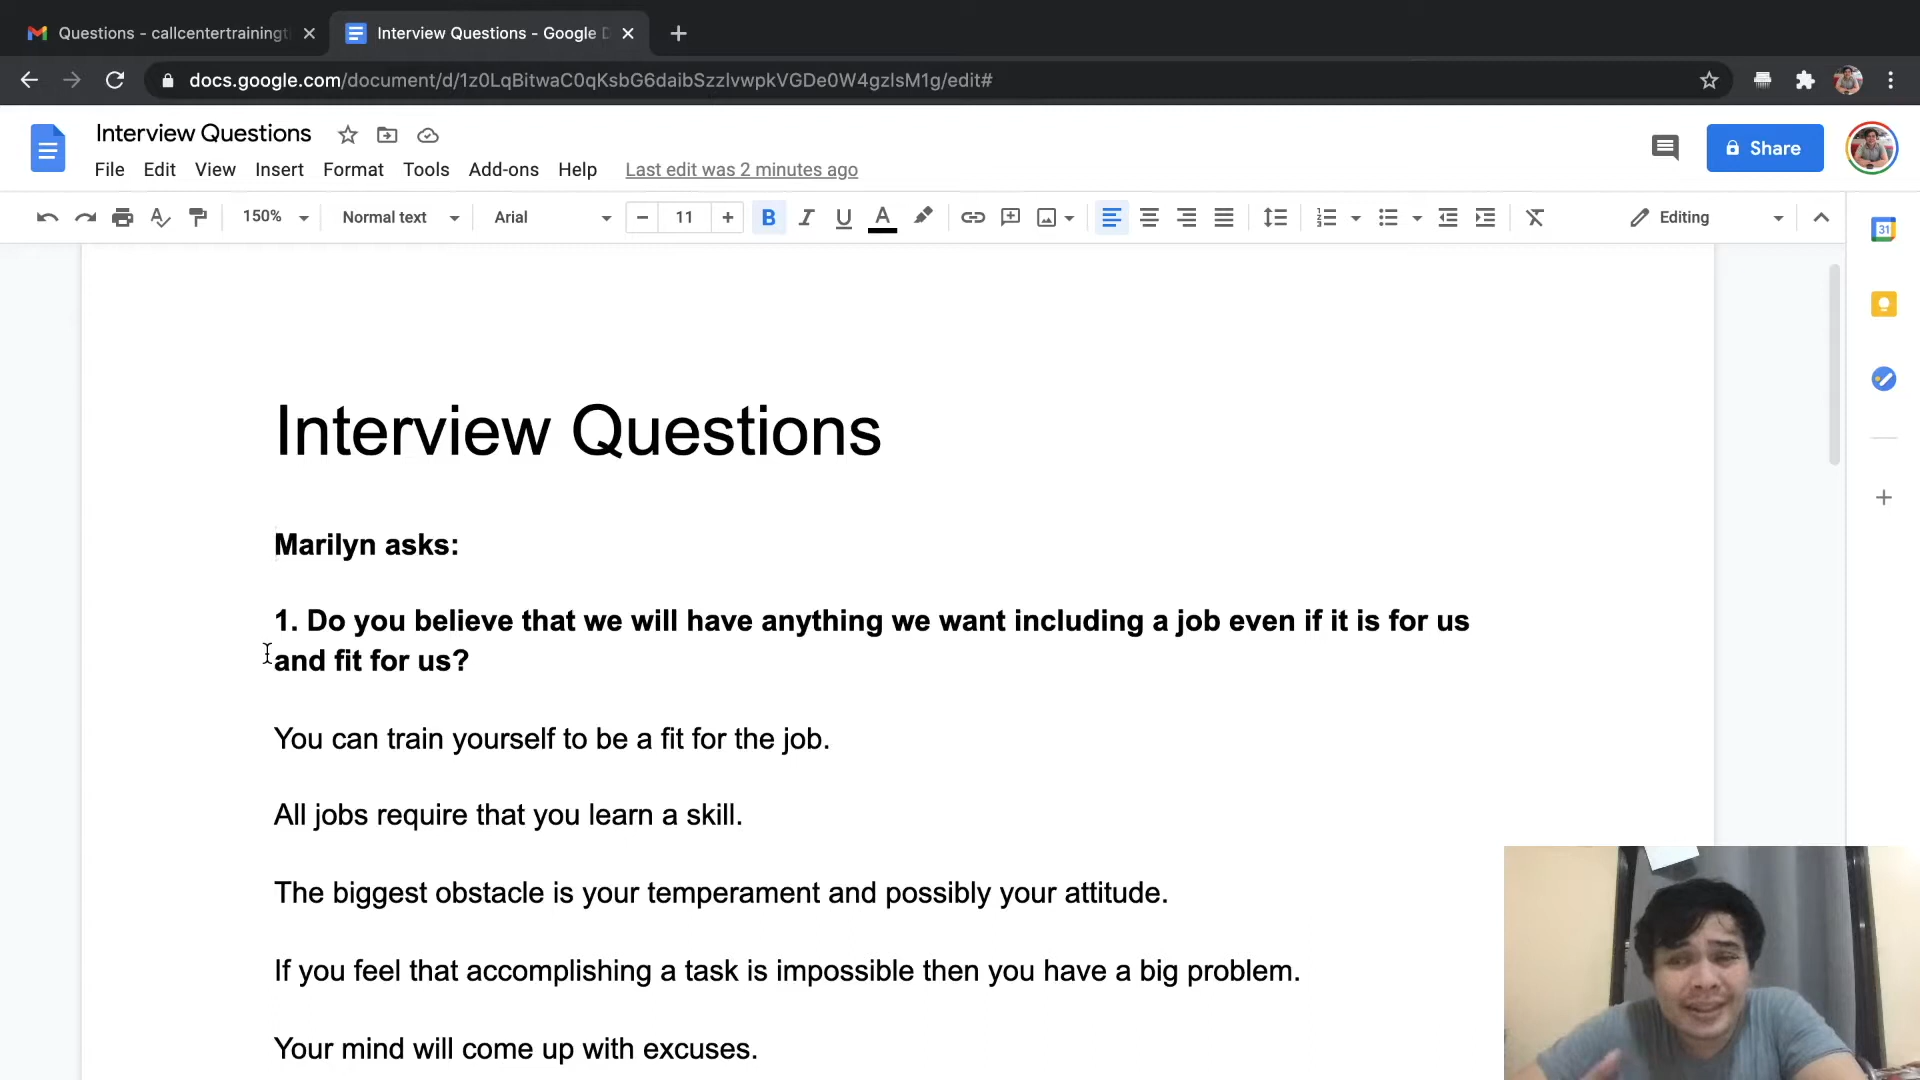 Questions - callcentertrainingt
Interview Questions - Google D
docs.google.com/document/d/1z0LqBitwaC0qKsbG6daibSzzlvwpkVGDe0W4gzlsM1g/edit#
Interview Questions
Share
File Edit View Insert Format Tools Add-ons Help Last edit was 2 minutes ago
150% Normal text Arial 11 B I U A Editing
31
Interview Questions
Marilyn asks:
1. Do you believe that we will have anything we want including a job even if it is for us
and fit for us?
You can train yourself to be a fit for the job.
All jobs require that you learn a skill.
The biggest obstacle is your temperament and possibly your attitude.
If you feel that accomplishing a task is impossible then you have a big problem.
Your mind will come up with excuses.